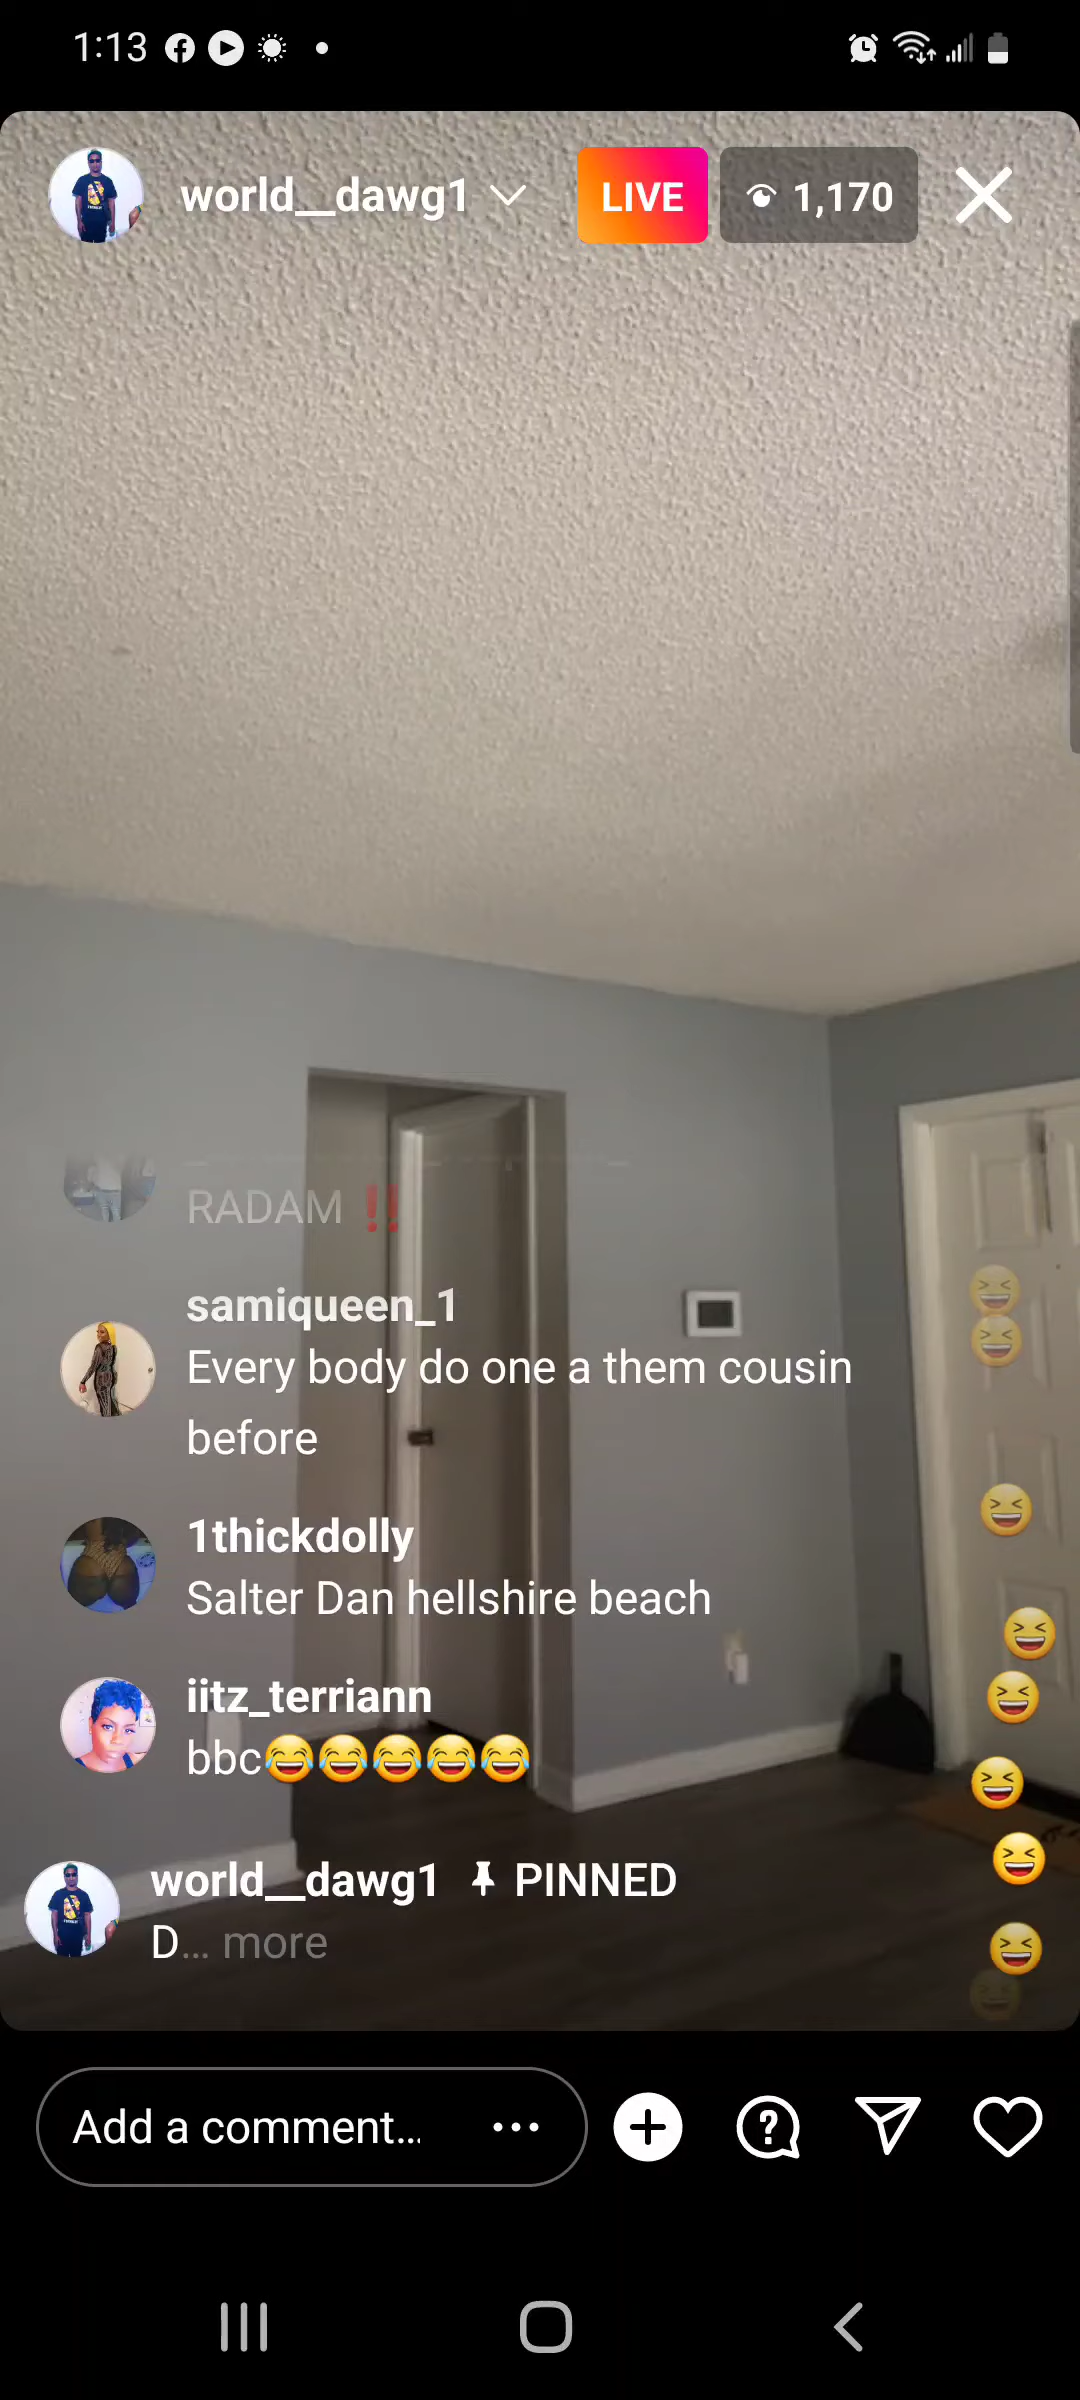 1:13
world__dawg1
LIVE
1,170
RADAM ‼️
samiqueen_1
Every body do one a them cousin
before
1thickdolly
Salter Dan hellshire beach
iitz_terriann
bbc😂😂😂😂😂
world__dawg1 PINNED
D... more
Add a comment...